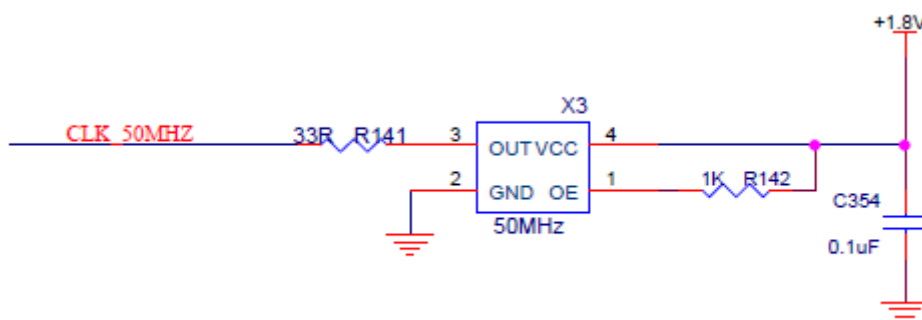 +1.8V
X3
CLK_50MHZ 33R R141 3 OUT VCC 4
2 GND OE 1 1K R142
50MHz
C354
0.1uF